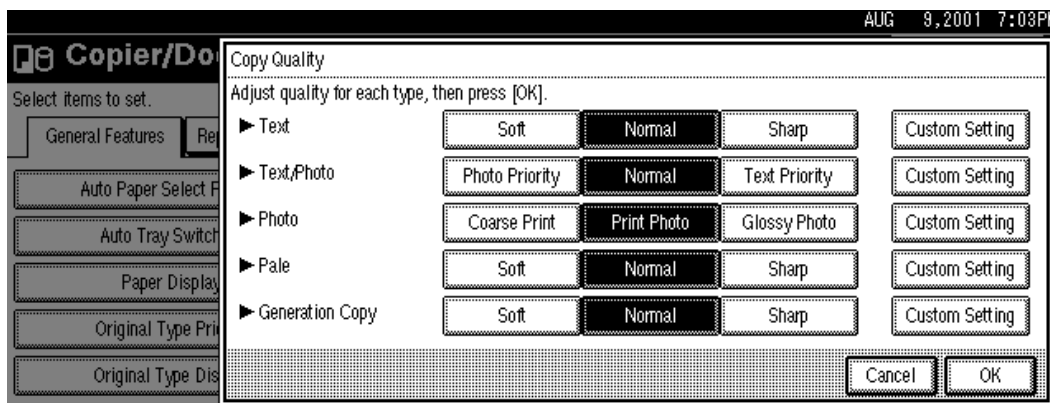 AUG 9,2001 7:03P
Copier/Do
Select items to set.
General Features Re
Auto Paper Select
Auto Tray Switch
Paper Display
Original Type Pri
Original Type Dis
Copy Quality
Adjust quality for each type, then press [OK].
Text Soft Normal Sharp Custom Setting
Text/Photo Photo Priority Normal Text Priority Custom Setting
Photo Coarse Print Print Photo Glossy Photo Custom Setting
Pale Soft Normal Sharp Custom Setting
Generation Copy Soft Normal Sharp Custom Setting
Cancel OK